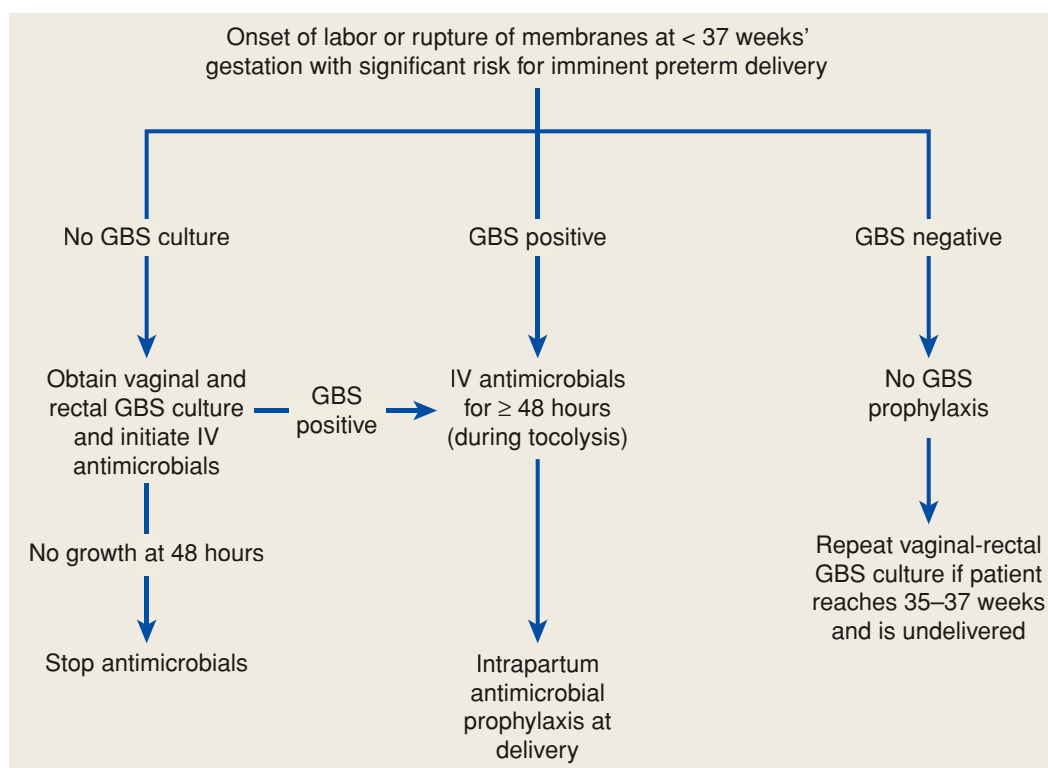 Onset of labor or rupture of membranes at < 37 weeks’
gestation with significant risk for imminent preterm delivery
No GBS culture
GBS positive
GBS negative
Obtain vaginal and
rectal GBS culture
and initiate IV
antimicrobials
GBS
positive
IV antimicrobials
for ≥ 48 hours
(during tocolysis)
No GBS
prophylaxis
No growth at 48 hours
Stop antimicrobials
Intrapartum
antimicrobial
prophylaxis at
delivery
Repeat vaginal-rectal
GBS culture if patient
reaches 35–37 weeks
and is undelivered